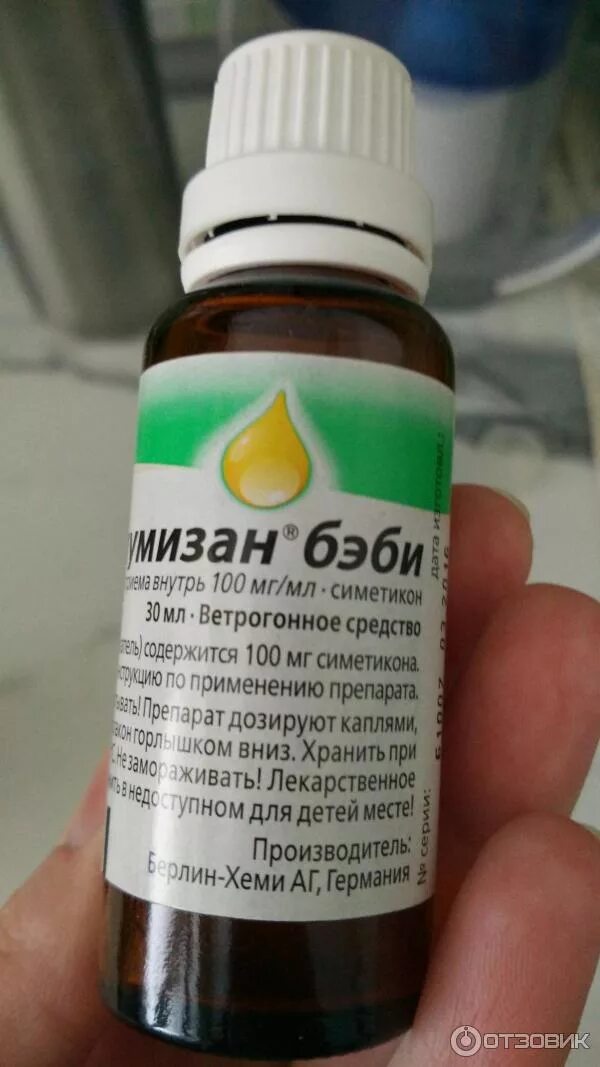 умизан® бэби
приема внутрь 100 мг/мл · симетикон
30 мл · Ветрогонное средство
содержится 100 мг симетикона.
инструкцию по применению препарата.
Препарат дозируют каплями,
горлышком вниз. Хранить при
Не замораживать! Лекарственное
в недоступном для детей месте!
Производитель:
Берлин-Хеми АГ, Германия
Дата изготовл.:
№ серии:
ОТЗОВИК